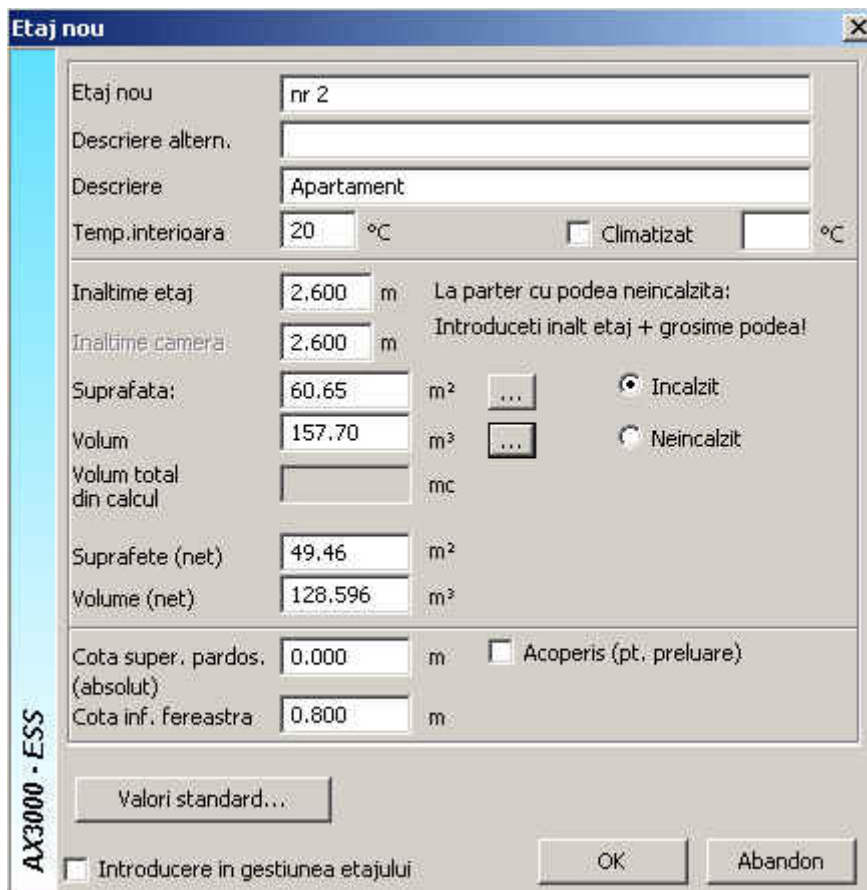 Etaj nou
Etaj nou nr 2
Descriere altern.
Descriere Apartament
Temp.interioara 20 °C Climatizat °C
Inaltime etaj 2.600 m La parter cu podea neincalzita:
Inaltime camera 2.600 m Introduceti inalt etaj + grosime podea!
Suprafata: 60.65 m² ... Incalzit
Volum 157.70 m³ ... Neincalzit
Volum total
din calcul mc
Suprafete (net) 49.46 m²
Volume (net) 128.596 m³
Cota super. pardos. 0.000 m Acoperis (pt. preluare)
(absolut)
Cota inf. fereastra 0.800 m
Valori standard...
Introducere in gestiunea etajului OK Abandon
AX3000 - ESS